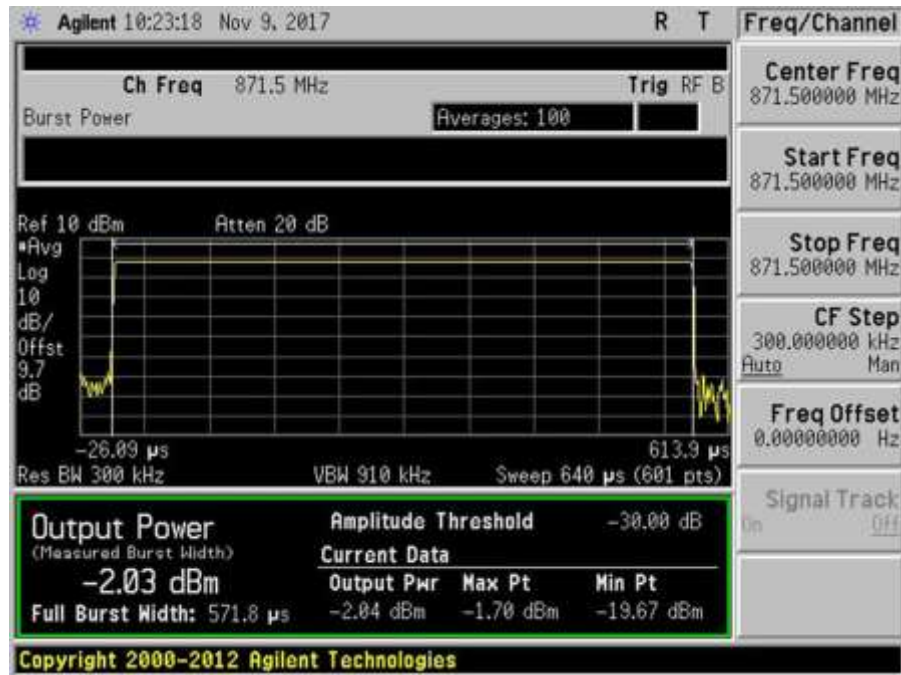 Agilent 10:23:18 Nov 9, 2017 R T
Freq/Channel
Ch Freq 871.5 MHz Trig RF B
Burst Power Averages: 100
Center Freq
871.500000 MHz
Start Freq
871.500000 MHz
Stop Freq
871.500000 MHz
CF Step
300.000000 kHz
Auto Man
Freq Offset
0.00000000 Hz
Signal Track
On Off
Ref 10 dBm Atten 20 dB
*Avg
Log
10
dB/
Offst
9.7
dB
-26.09 µs 613.9 µs
Res BW 300 kHz VBW 910 kHz Sweep 640 µs (601 pts)
Output Power
(Measured Burst Width)
-2.03 dBm
Full Burst Width: 571.8 µs
Amplitude Threshold -30.00 dB
Current Data
Output Pwr Max Pt Min Pt
-2.04 dBm -1.70 dBm -19.67 dBm
Copyright 2000-2012 Agilent Technologies